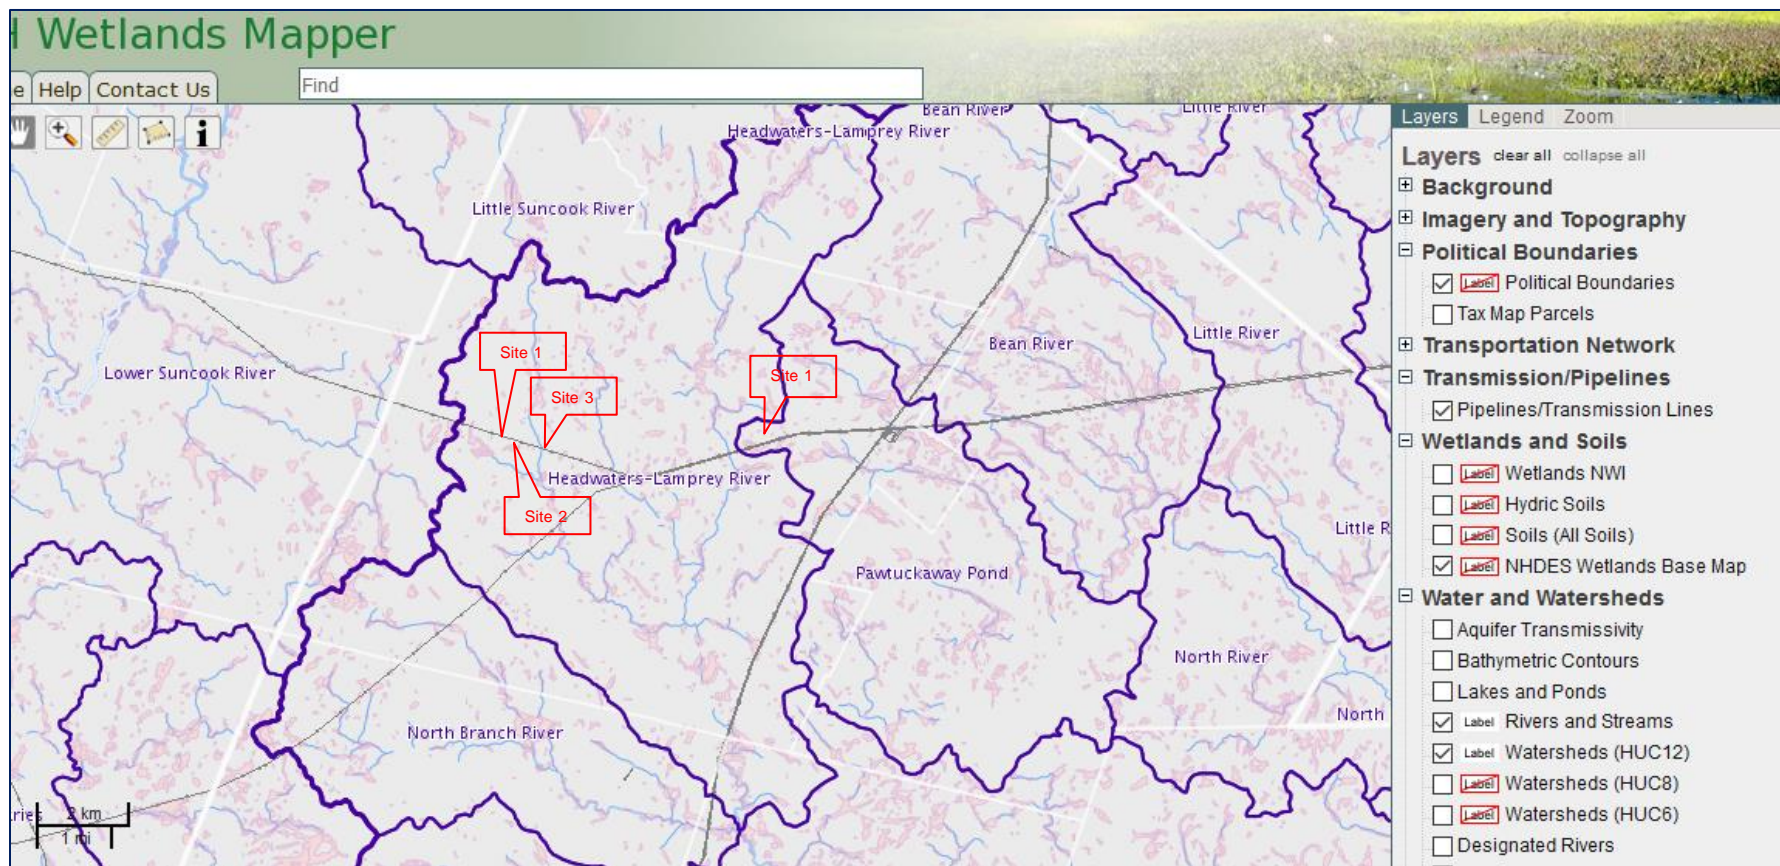 H Wetlands Mapper
e
Help
Contact Us
Find
Bean River
Little River
Headwaters-Lamprey River
Little Suncook River
Little River
Bean River
Site 1
Lower Suncook River
Site 3
Site 1
Headwaters-Lamprey River
Site 2
Little R
Pawtuckaway Pond
North River
North
North Branch River
ries
2 km
1 mi
Layers Legend Zoom
Layers clear all collapse all
Background
Imagery and Topography
Political Boundaries
Label Political Boundaries
Tax Map Parcels
Transportation Network
Transmission/Pipelines
Pipelines/Transmission Lines
Wetlands and Soils
Label Wetlands NWI
Label Hydric Soils
Label Soils (All Soils)
Label NHDES Wetlands Base Map
Water and Watersheds
Aquifer Transmissivity
Bathymetric Contours
Lakes and Ponds
Label Rivers and Streams
Label Watersheds (HUC12)
Label Watersheds (HUC8)
Label Watersheds (HUC6)
Designated Rivers